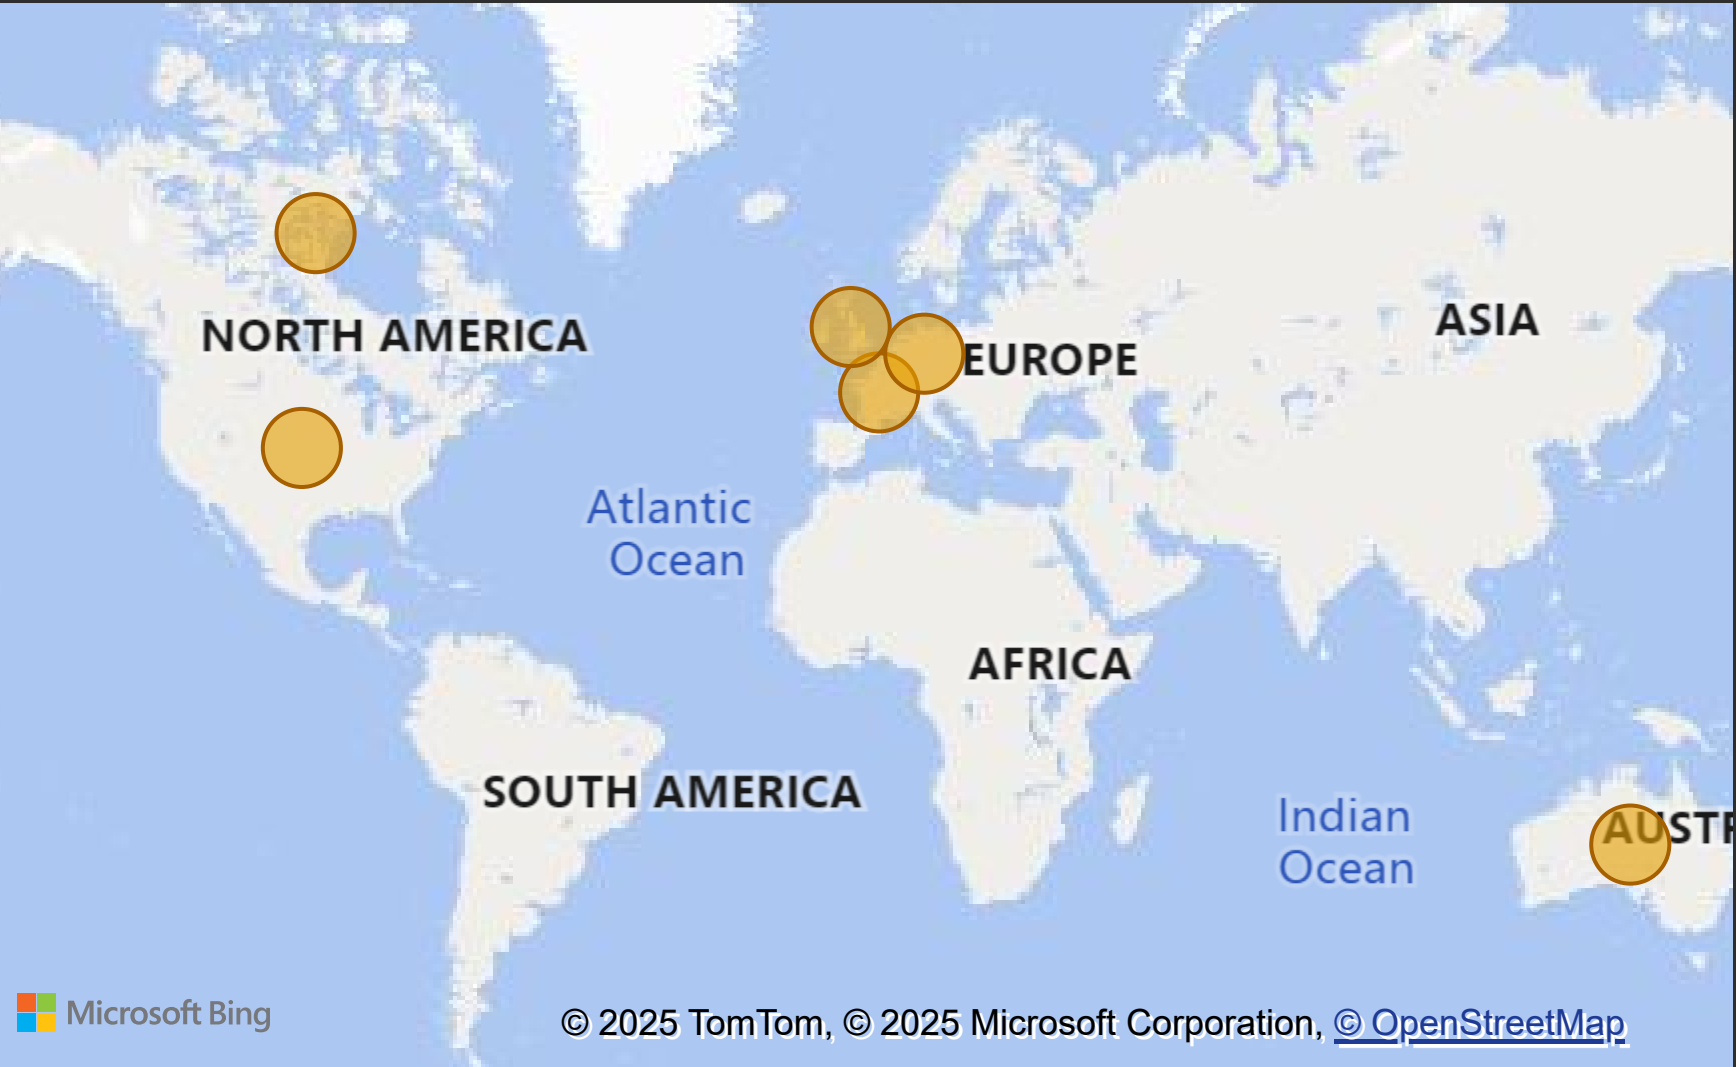 NORTH AMERICA
EUROPE
ASIA
Atlantic
Ocean
AFRICA
SOUTH AMERICA
Indian
Ocean
AUSTR
Microsoft Bing
© 2025 TomTom, © 2025 Microsoft Corporation, © OpenStreetMap